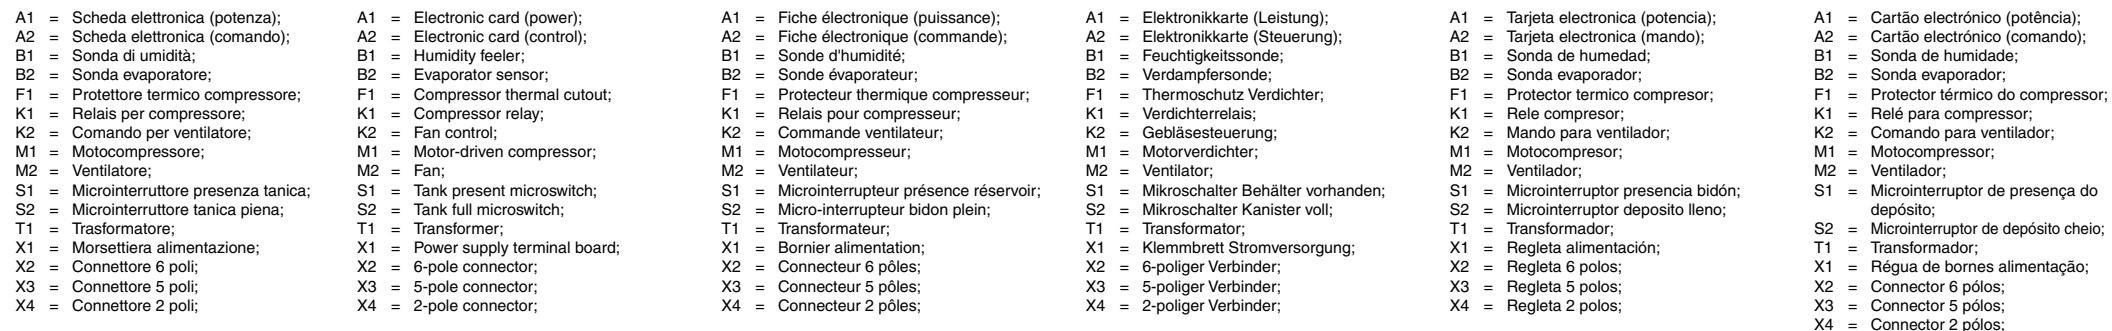 A1 = Scheda elettronica (potenza);
A2 = Scheda elettronica (comando);
B1 = Sonda di umidità;
B2 = Sonda evaporatore;
F1 = Protettore termico compressore;
K1 = Relais per compressore;
K2 = Comando per ventilatore;
M1 = Motocompressore;
M2 = Ventilatore;
S1 = Microinterruttore presenza tanica;
S2 = Microinterruttore tanica piena;
T1 = Trasformatore;
X1 = Morsettiera alimentazione;
X2 = Connettore 6 poli;
X3 = Connettore 5 poli;
X4 = Connettore 2 poli;
A1 = Electronic card (power);
A2 = Electronic card (control);
B1 = Humidity feeler;
B2 = Evaporator sensor;
F1 = Compressor thermal cutout;
K1 = Compressor relay;
K2 = Fan control;
M1 = Motor-driven compressor;
M2 = Fan;
S1 = Tank present microswitch;
S2 = Tank full microswitch;
T1 = Transformer;
X1 = Power supply terminal board;
X2 = 6-pole connector;
X3 = 5-pole connector;
X4 = 2-pole connector;
A1 = Fiche électronique (puissance);
A2 = Fiche électronique (commande);
B1 = Sonde d'humidité;
B2 = Sonde évaporateur;
F1 = Protecteur thermique compresseur;
K1 = Relais pour compresseur;
K2 = Commande ventilateur;
M1 = Motocompresseur;
M2 = Ventilateur;
S1 = Microinterrupteur présence réservoir;
S2 = Micro-interrupteur bidon plein;
T1 = Transformateur;
X1 = Bornier alimentation;
X2 = Connecteur 6 pôles;
X3 = Connecteur 5 pôles;
X4 = Connecteur 2 pôles;
A1 = Elektronikkarte (Leistung);
A2 = Elektronikkarte (Steuerung);
B1 = Feuchtigkeitssonde;
B2 = Verdampfersonde;
F1 = Thermoschutz Verdichter;
K1 = Verdichterrelais;
K2 = Gebläsesteuerung;
M1 = Motorverdichter;
M2 = Ventilator;
S1 = Mikroschalter Behälter vorhanden;
S2 = Mikroschalter Kanister voll;
T1 = Transformator;
X1 = Klemmbrett Stromversorgung;
X2 = 6-poliger Verbinder;
X3 = 5-poliger Verbinder;
X4 = 2-poliger Verbinder;
A1 = Tarjeta electronica (potencia);
A2 = Tarjeta electronica (mando);
B1 = Sonda de humedad;
B2 = Sonda evaporador;
F1 = Protector termico compresor;
K1 = Rele compresor;
K2 = Mando para ventilador;
M1 = Motocompresor;
M2 = Ventilador;
S1 = Microinterruptor presencia bidón;
S2 = Microinterruptor deposito lleno;
T1 = Transformador;
X1 = Regleta alimentación;
X2 = Regleta 6 polos;
X3 = Regleta 5 polos;
X4 = Regleta 2 polos;
A1 = Cartão electrónico (potência);
A2 = Cartão electrónico (comando);
B1 = Sonda de humidade;
B2 = Sonda evaporador;
F1 = Protector térmico do compressor;
K1 = Relé para compressor;
K2 = Comando para ventilador;
M1 = Motocompressor;
M2 = Ventilador;
S1 = Microinterruptor de presença do
depósito;
S2 = Microinterruptor de depósito cheio;
T1 = Transformador;
X1 = Régua de bornes alimentação;
X2 = Connector 6 pólos;
X3 = Connector 5 pólos;
X4 = Connector 2 pólos;